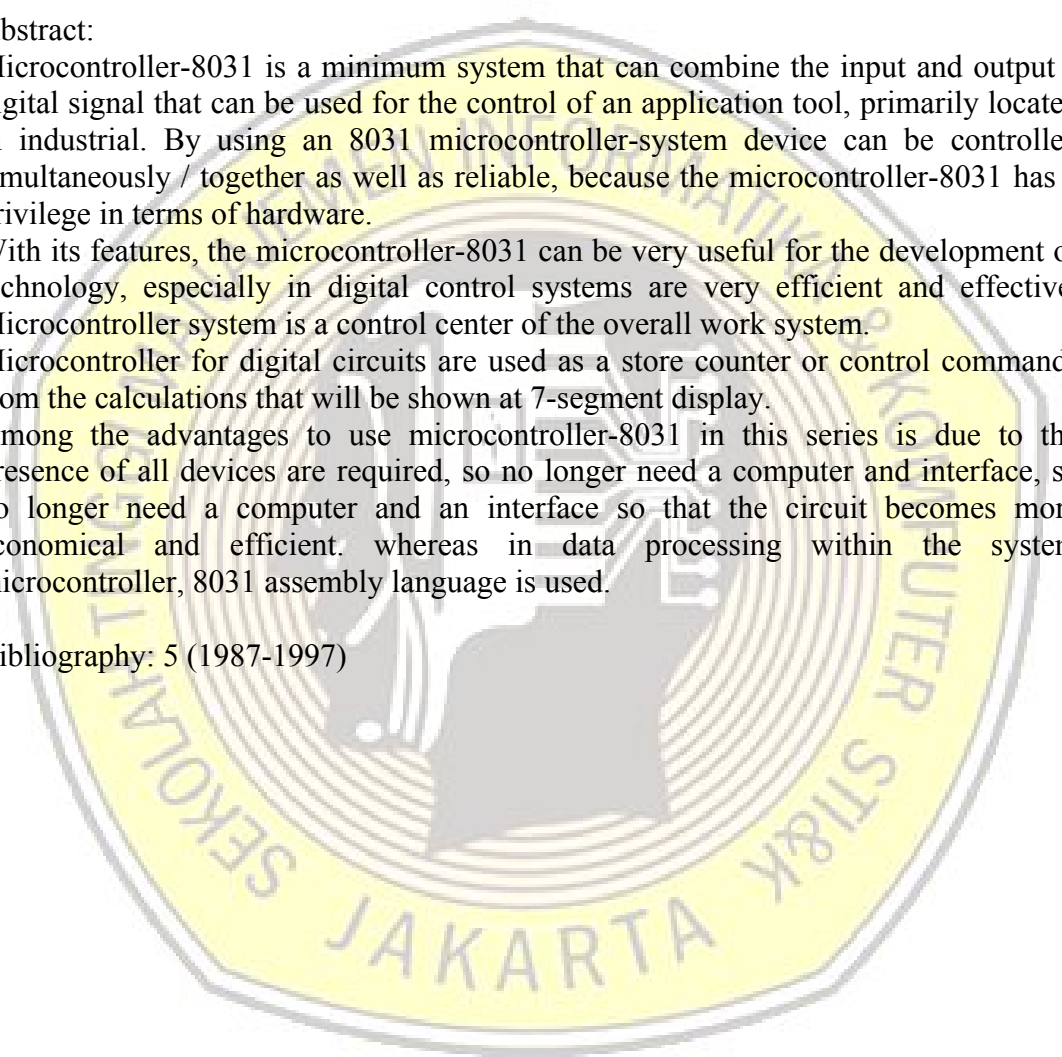 bstract:
icrocontroller-8031 is a minimum system that can combine the input and output
igital signal that can be used for the control of an application tool, primarily locate
industrial. By using an 8031 microcontroller-system device can be controlle
multaneously / together as well as reliable, because the microcontroller-8031 has
rivilege in terms of hardware.
ith its features, the microcontroller-8031 can be very useful for the development o
chnology, especially in digital control systems are very efficient and effective
icrocontroller system is a control center of the overall work system.
icrocontroller for digital circuits are used as a store counter or control command
om the calculations that will be shown at 7-segment display.
mong the advantages to use microcontroller-8031 in this series is due to th
resence of all devices are required, so no longer need a computer and interface, s
o longer need a computer and an interface so that the circuit becomes mor
conomical and efficient. whereas in data processing within the system
icrocontroller, 8031 assembly language is used.
ibliography: 5 (1987-1997)
SEKOLAH TINGGI MANAJEMEN INFORMATIKA & KOMPUTER STI&K
JAKARTA